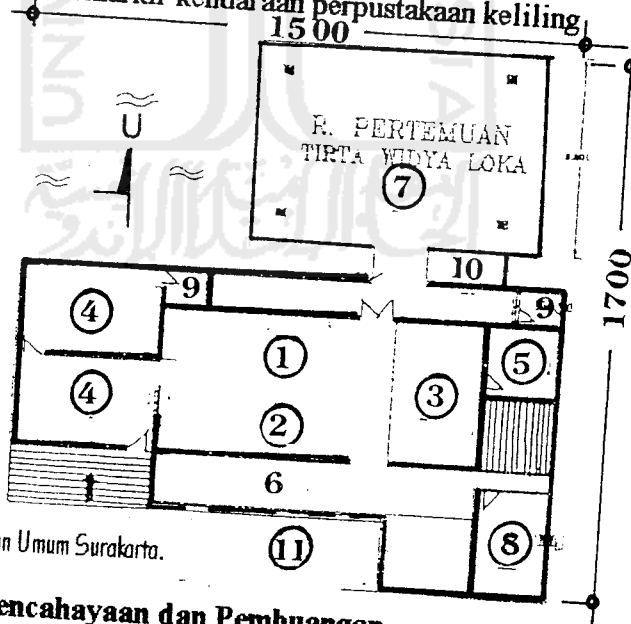 kendaraan perpustakaan keliling
1500
U
R. PERTEMUAN
TIRTA WIDYA LOKA
7
1700
10
9
9
4
1
5
3
4
2
6
11
8
n Umum Surakarta.
encahayaan dan Pembuangan